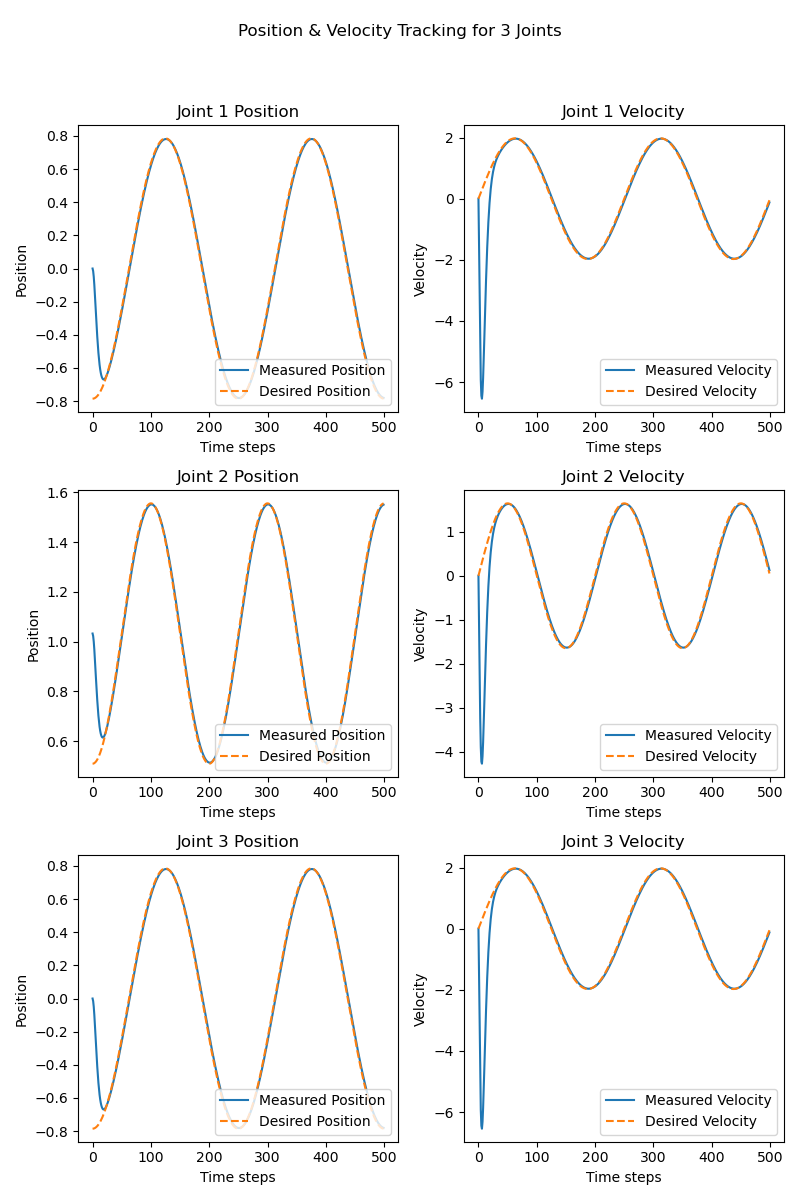 Position & Velocity Tracking for 3 Joints
Joint 1 Position
Position
0.8
0.6
0.4
0.2
0.0
−0.2
−0.4
−0.6
−0.8
0 100 200 300 400 500
Time steps
Measured Position
Desired Position
Joint 1 Velocity
Velocity
2
0
−2
−4
−6
0 100 200 300 400 500
Time steps
Measured Velocity
Desired Velocity
Joint 2 Position
Position
1.6
1.4
1.2
1.0
0.8
0.6
0 100 200 300 400 500
Time steps
Measured Position
Desired Position
Joint 2 Velocity
Velocity
1
0
−1
−2
−3
−4
0 100 200 300 400 500
Time steps
Measured Velocity
Desired Velocity
Joint 3 Position
Position
0.8
0.6
0.4
0.2
0.0
−0.2
−0.4
−0.6
−0.8
0 100 200 300 400 500
Time steps
Measured Position
Desired Position
Joint 3 Velocity
Velocity
2
0
−2
−4
−6
0 100 200 300 400 500
Time steps
Measured Velocity
Desired Velocity